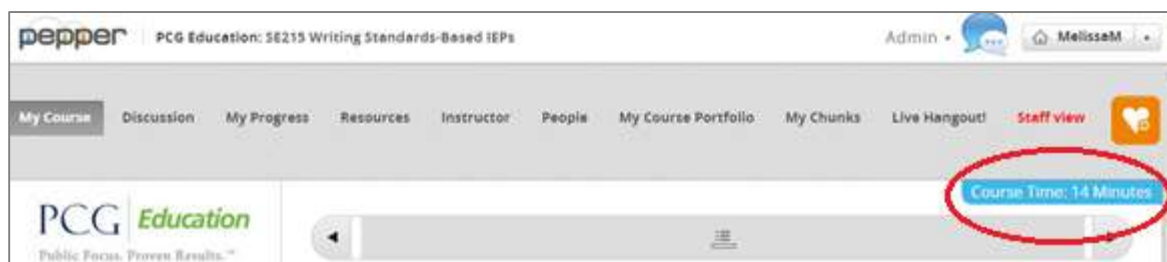 pepper PCG Education: SE215 Writing Standards-Based IEPs Admin MelissaM
My Course Discussion My Progress Resources Instructor People My Course Portfolio My Chunks Live Hangout! Staff view
Course Time: 14 Minutes
PCG Education
Public Focus. Proven Results.™